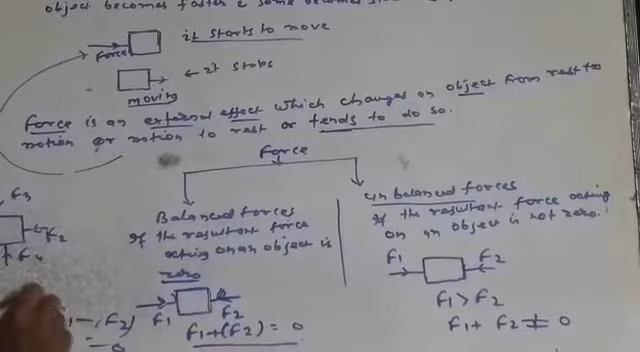 object becomes faster & some becomes
it starts to move
Force
← it stops
moving
Force is an external effect which changes an object from rest to
motion or motion to rest or tends to do so.
Force
Balanced forces
If the resultant force
acting on an object is
zero
F1 F2
F1+(F2) = 0
Unbalanced forces
If the resultant force acting
on an object is not zero.
F1 F2
F1 > F2
F1 + F2 ≠ 0
F3
F2
F4
F2)
= 0